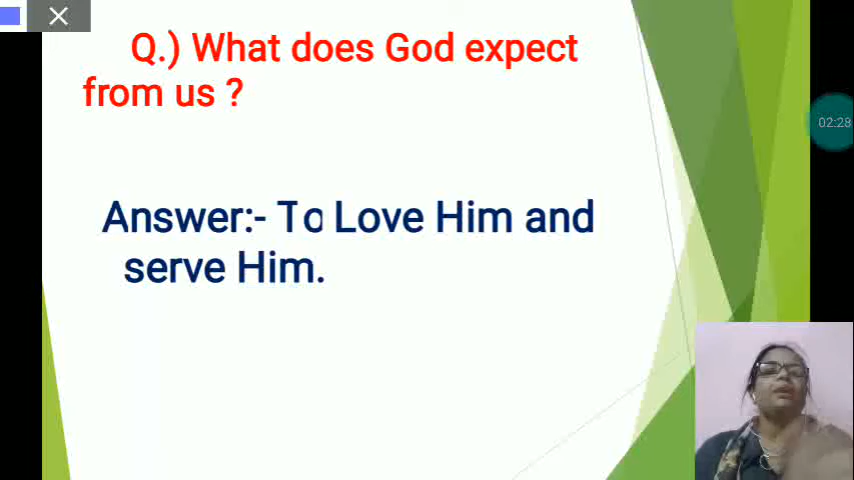 Q.) What does God expect
from us ?
02:28
Answer:- To Love Him and
serve Him.